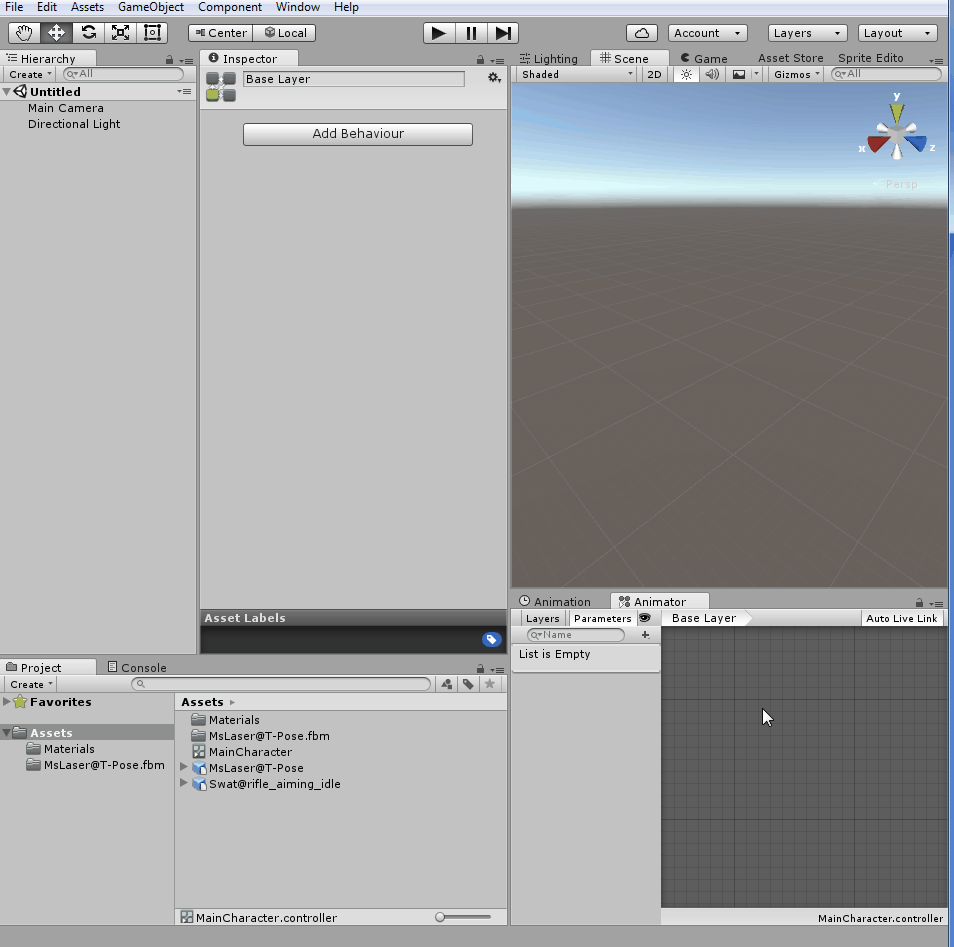 File Edit Assets GameObject Component Window Help
Center Local Account Layers Layout
Hierarchy
Create All
Untitled
Main Camera
Directional Light
Inspector
Base Layer
Add Behaviour
Asset Labels
Lighting Scene Game Asset Store Sprite Edito
Shaded 2D Gizmos All
y
x z
Persp
Project Console
Create
Favorites
Assets
Materials
MsLaser@T-Pose.fbm
Assets
Materials
MsLaser@T-Pose.fbm
MainCharacter
MsLaser@T-Pose
Swat@rifle_aiming_idle
MainCharacter.controller
Animation Animator
Layers Parameters Base Layer Auto Live Link
Name
List is Empty
MainCharacter.controller